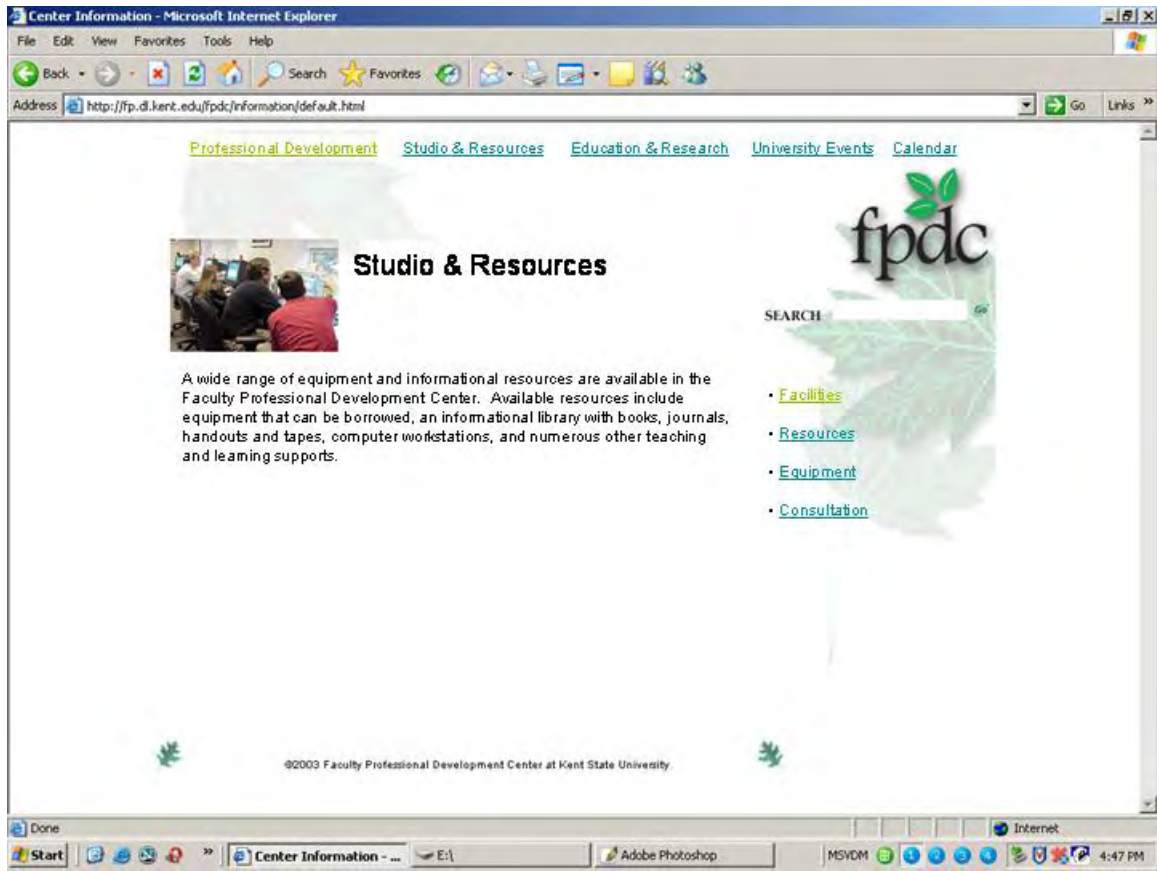 Center Information - Microsoft Internet Explorer
File Edit View Favorites Tools Help
Back Search Favorites
Address http://fp.dl.kent.edu/fpdc/information/default.html Go Links »
Professional Development Studio & Resources Education & Research University Events Calendar
fpdc
Studio & Resources
SEARCH Go
A wide range of equipment and informational resources are available in the
Faculty Professional Development Center. Available resources include
equipment that can be borrowed, an informational library with books, journals,
handouts and tapes, computer workstations, and numerous other teaching
and learning supports.
• Facilities
• Resources
• Equipment
• Consultation
©2003 Faculty Professional Development Center at Kent State University
Done Internet
Start » Center Information - ... E:\ Adobe Photoshop MSVDM 1 2 3 4 4:47 PM